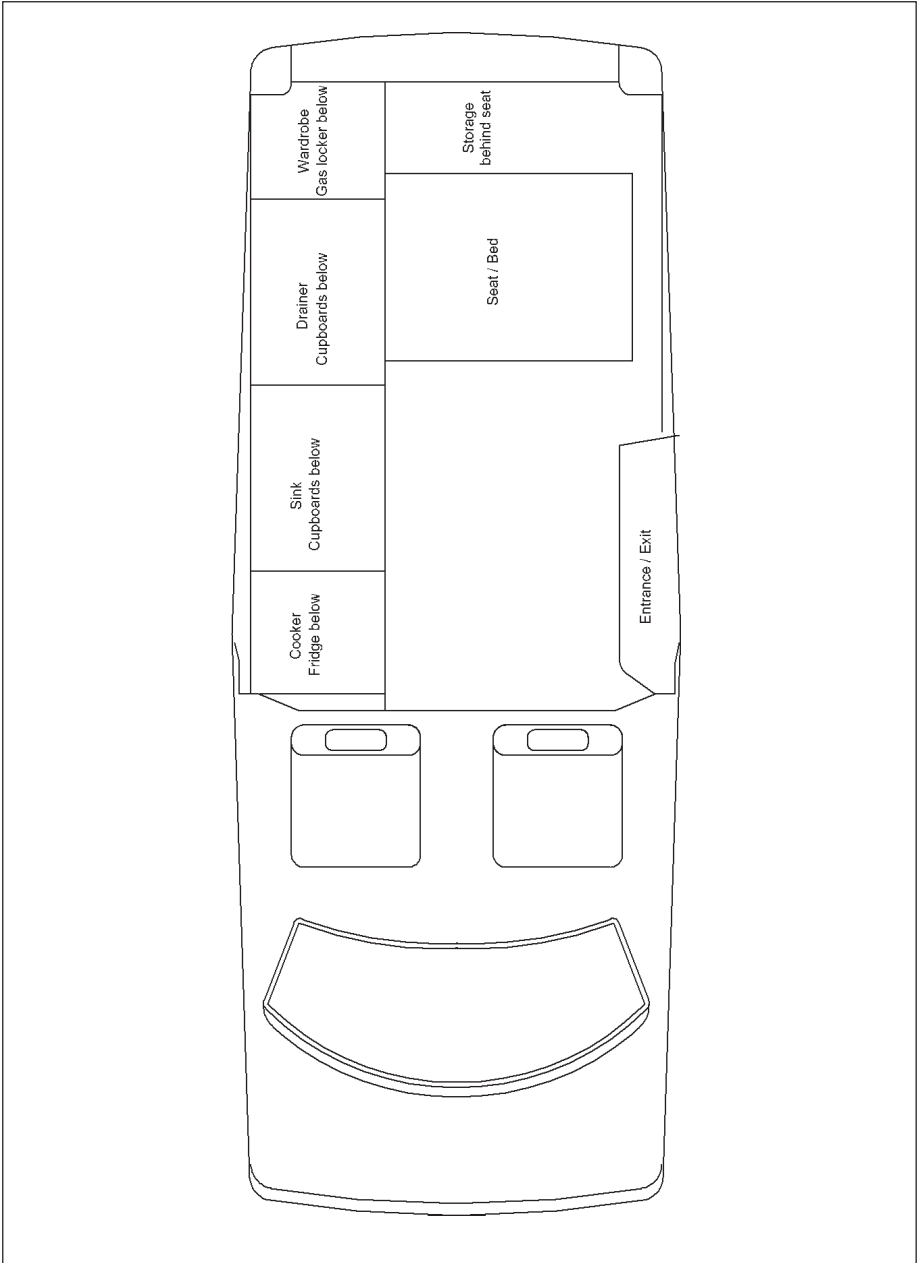 Wardrobe
Gas locker below
Storage
behind seat
Drainer
Cupboards below
Seat / Bed
Sink
Cupboards below
Entrance / Exit
Cooker
Fridge below